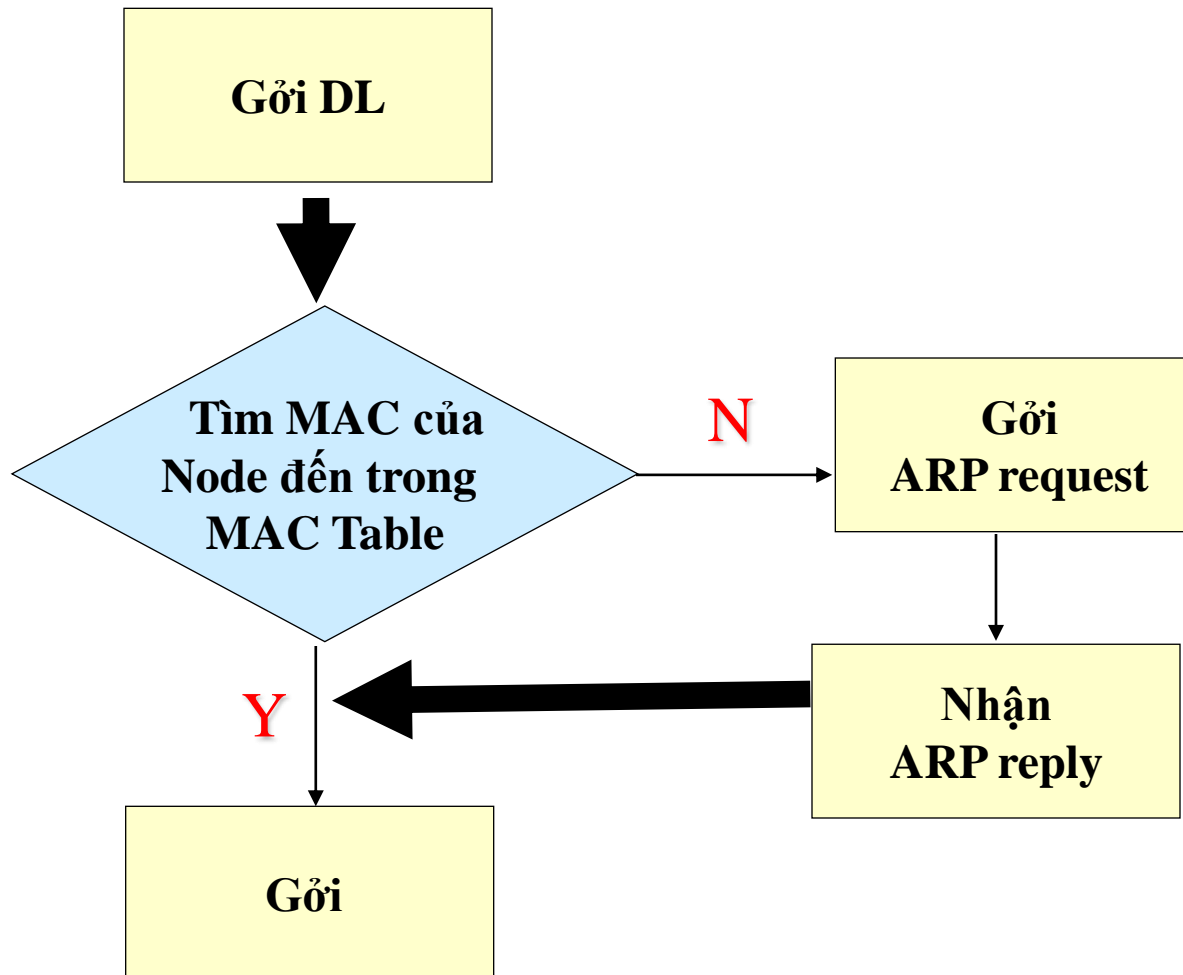 Gởi DL
Tìm MAC của
Node đến trong
MAC Table
N
Gởi
ARP request
Y
Nhận
ARP reply
Gởi